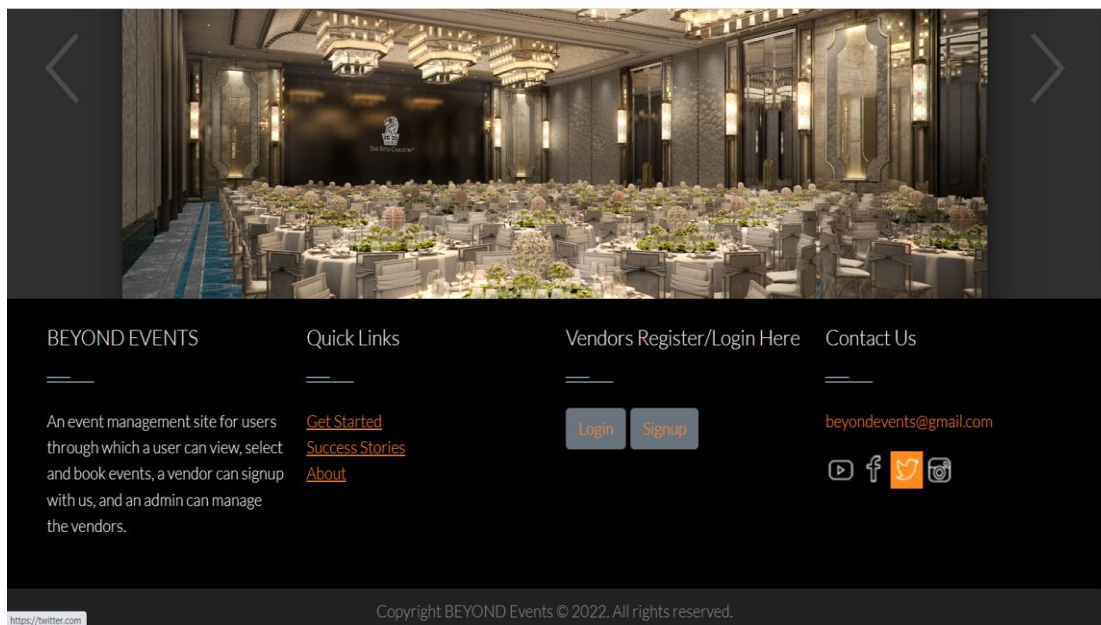 THE RITZ-CARLTON
BEYOND EVENTS
An event management site for users
through which a user can view, select
and book events, a vendor can signup
with us, and an admin can manage
the vendors.
Quick Links
Get Started
Success Stories
About
Vendors Register/Login Here
Login
Signup
Contact Us
beyondevents@gmail.com
Copyright BEYOND Events © 2022. All rights reserved.
https://twitter.com